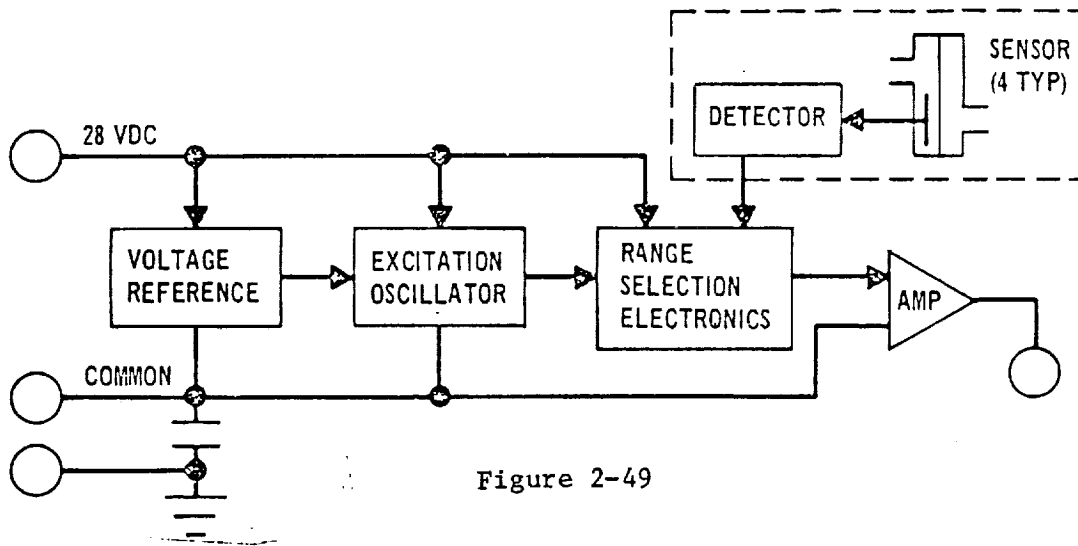 SENSOR
(4 TYP)
DETECTOR
28 VDC
VOLTAGE
REFERENCE
EXCITATION
OSCILLATOR
RANGE
SELECTION
ELECTRONICS
AMP
COMMON
Figure 2-49